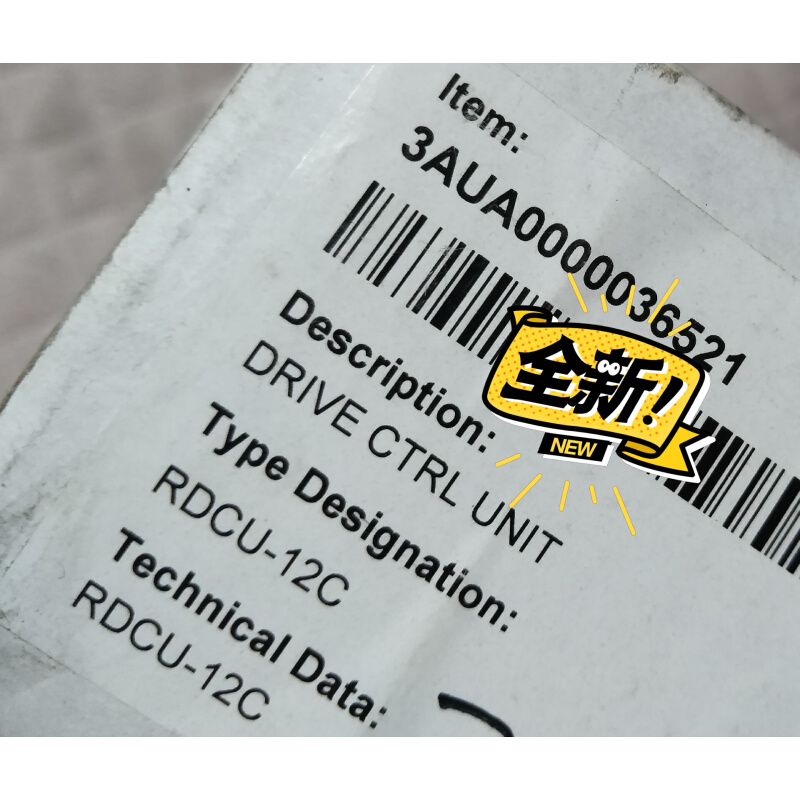 Item:
3AUA0000036521
Description:
DRIVE CTRL UNIT
Type Designation:
RDCU-12C
Technical Data:
RDCU-12C
全新!
NEW